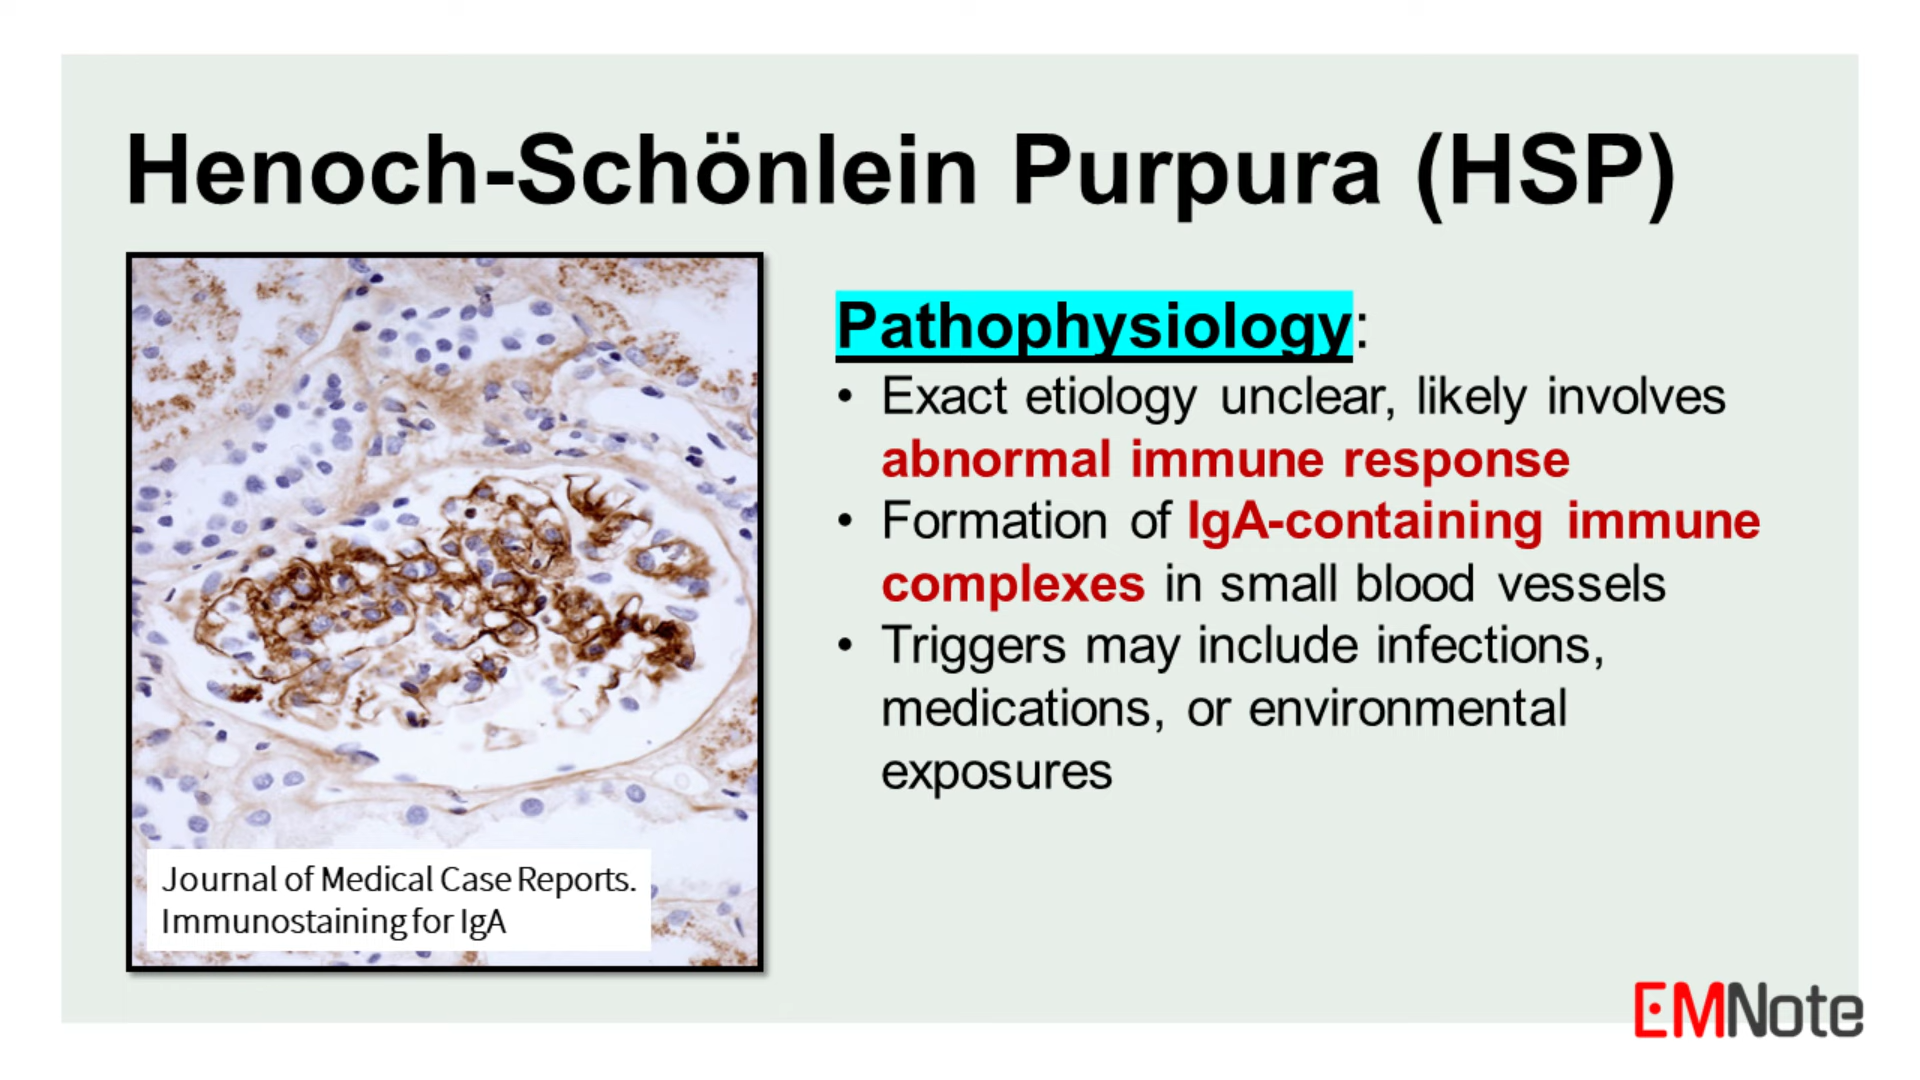 Henoch-Schönlein Purpura (HSP)
Journal of Medical Case Reports.
Immunostaining for IgA
Pathophysiology:
• Exact etiology unclear, likely involves
abnormal immune response
• Formation of IgA-containing immune
complexes in small blood vessels
• Triggers may include infections,
medications, or environmental
exposures
EMNote